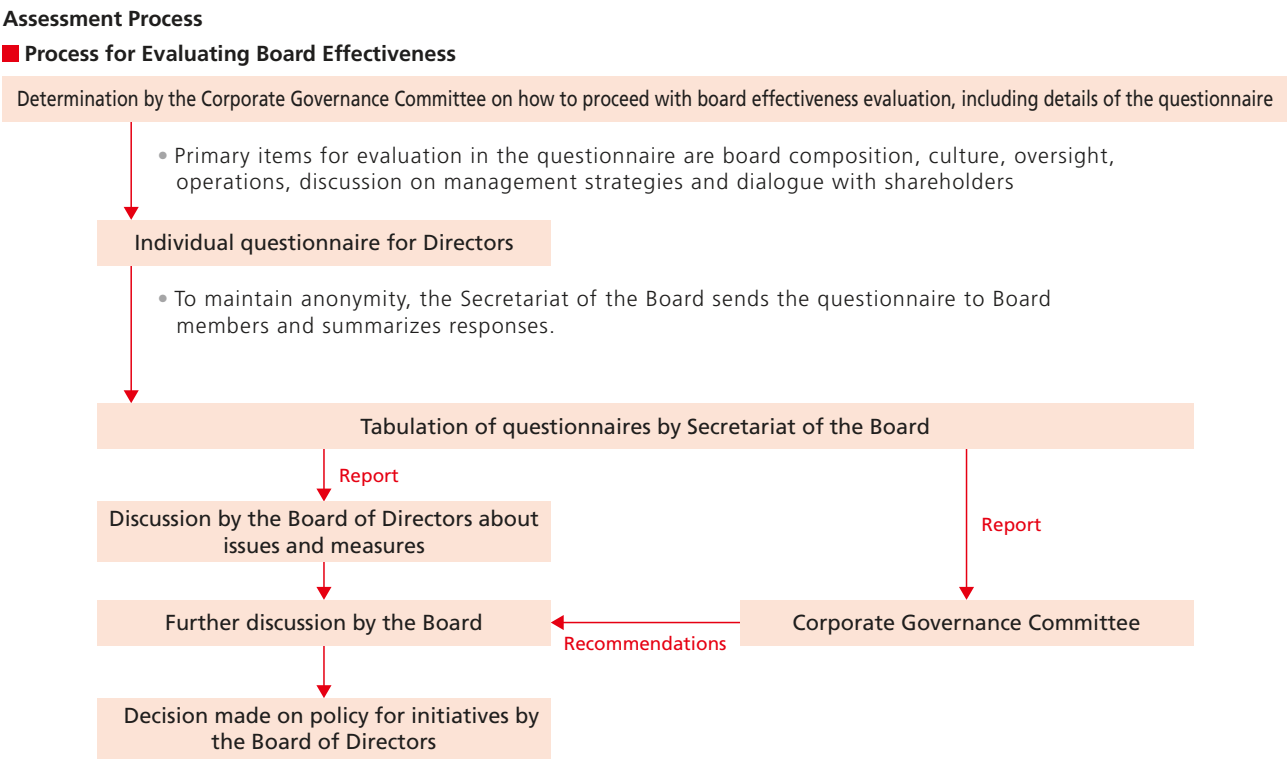 Assessment Process
Process for Evaluating Board Effectiveness
Determination by the Corporate Governance Committee on how to proceed with board effectiveness evaluation, including details of the questionnaire
• Primary items for evaluation in the questionnaire are board composition, culture, oversight,
operations, discussion on management strategies and dialogue with shareholders
Individual questionnaire for Directors
• To maintain anonymity, the Secretariat of the Board sends the questionnaire to Board
members and summarizes responses.
Tabulation of questionnaires by Secretariat of the Board
Report
Discussion by the Board of Directors about
issues and measures
Report
Further discussion by the Board
Recommendations
Corporate Governance Committee
Decision made on policy for initiatives by
the Board of Directors